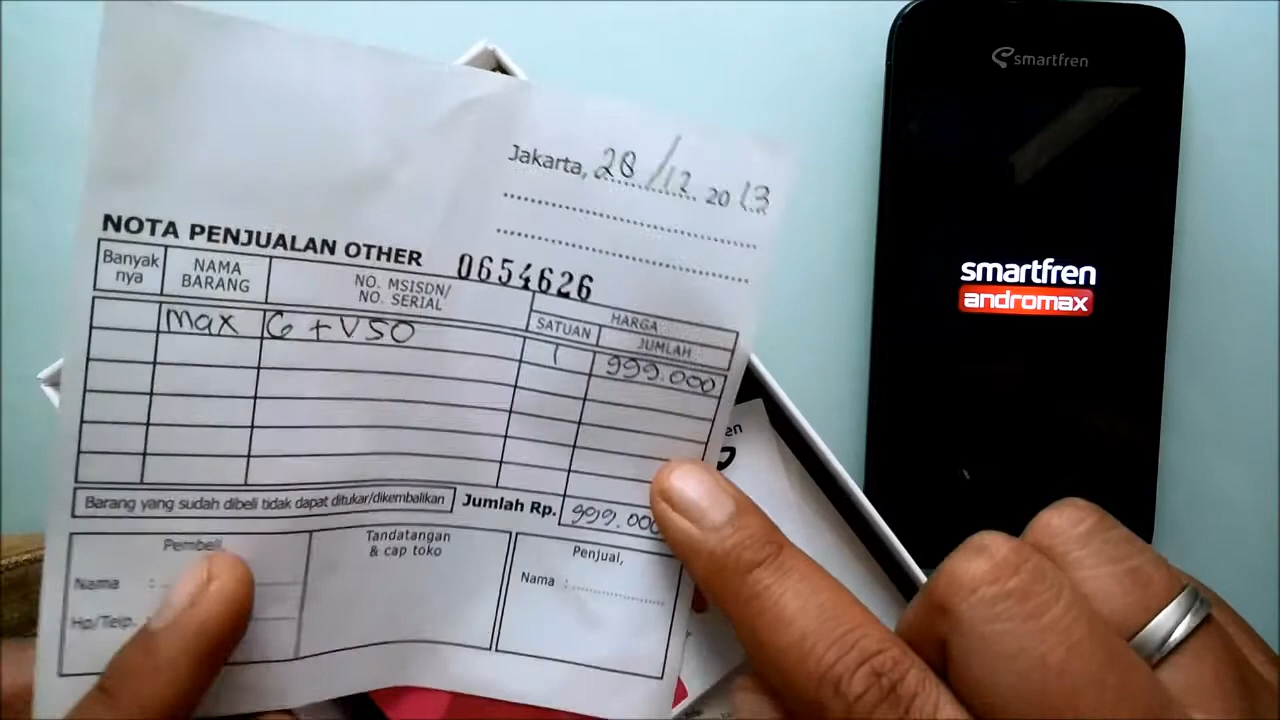 Jakarta, 28/12 2013
NOTA PENJUALAN OTHER 0654626
Banyak nya
NAMA BARANG
NO. MSISDN/ NO. SERIAL
HARGA
SATUAN
JUMLAH
Max G+V50 1 999.000
Barang yang sudah dibeli tidak dapat ditukar/dikembalikan
Jumlah Rp. 999.000
Pembeli,
Nama :
Hp/Telp.
Tandatangan
& cap toko
Penjual,
Nama :
smartfren
smartfren
andromax
en